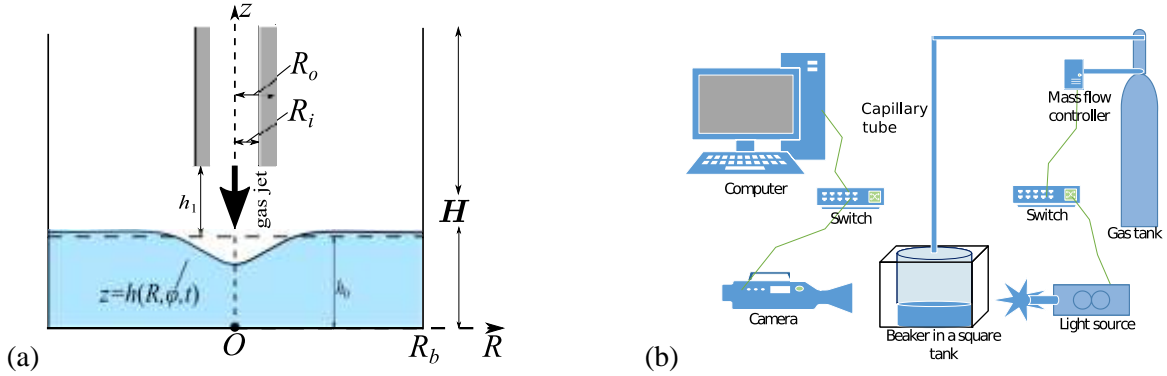 z
R_o
R_i
gas jet
h_1
H
z=h(R,φ,t)
h_0
O
R_b
R
(a)
Capillary
tube
Mass flow
controller
Computer
Switch
Switch
Gas tank
Camera
Beaker in a square
tank
Light source
(b)